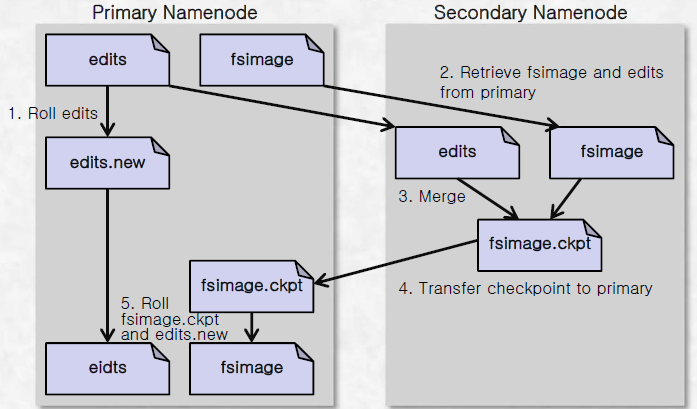 Primary Namenode
Secondary Namenode
edits
fsimage
2. Retrieve fsimage and edits
from primary
1. Roll edits
edits.new
edits
fsimage
3. Merge
fsimage.ckpt
fsimage.ckpt
4. Transfer checkpoint to primary
5. Roll
fsimage.ckpt
and edits.new
eidts
fsimage